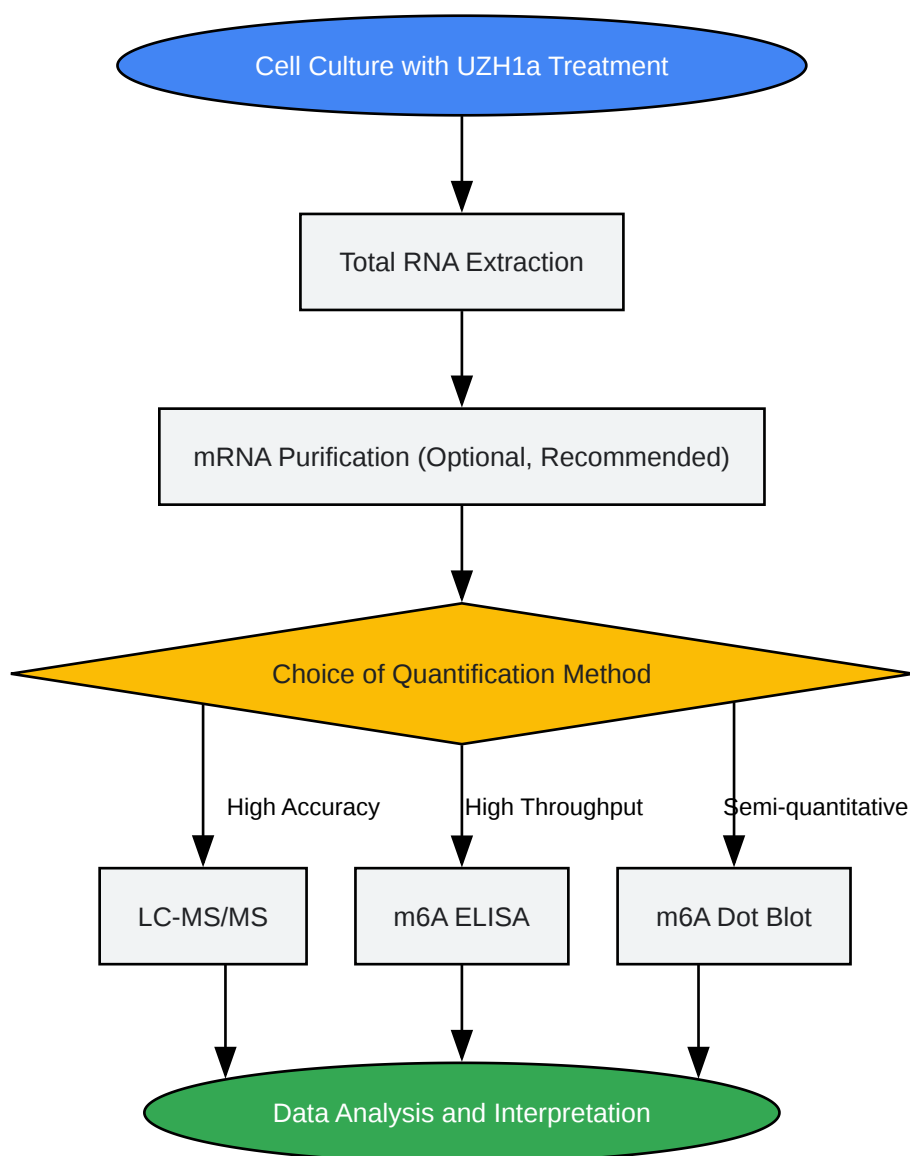 Cell Culture with UZH1a Treatment
Total RNA Extraction
mRNA Purification (Optional, Recommended)
Choice of Quantification Method
High Accuracy
High Throughput
Semi-quantitative
LC-MS/MS
m6A ELISA
m6A Dot Blot
Data Analysis and Interpretation